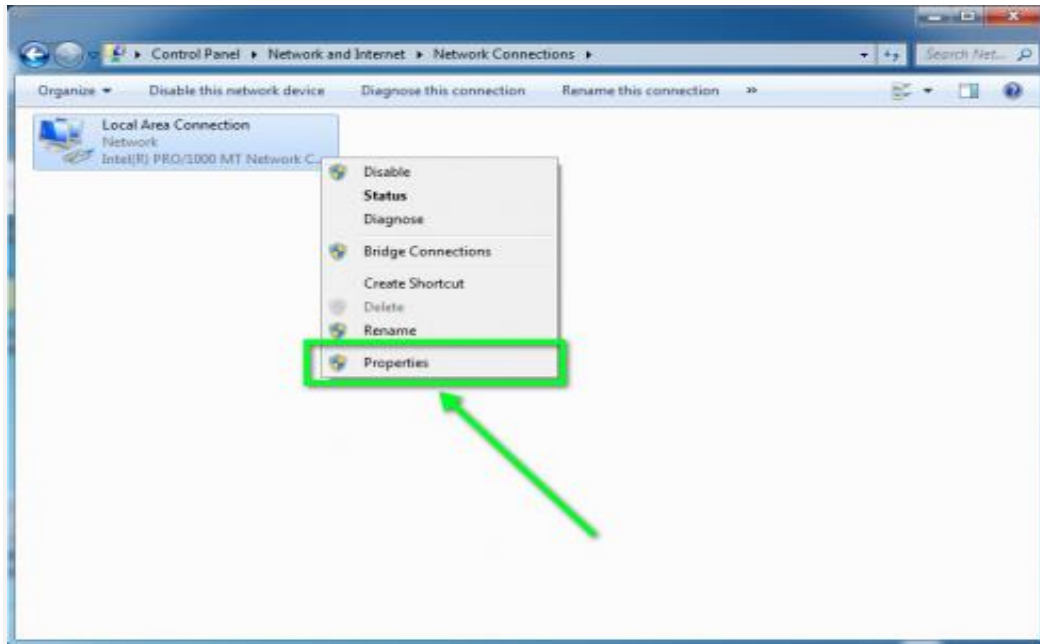 Control Panel Network and Internet Network Connections
Search Net...
Organize Disable this network device Diagnose this connection Rename this connection »
Local Area Connection
Network
Intel(R) PRO/1000 MT Network C...
Disable
Status
Diagnose
Bridge Connections
Create Shortcut
Delete
Rename
Properties